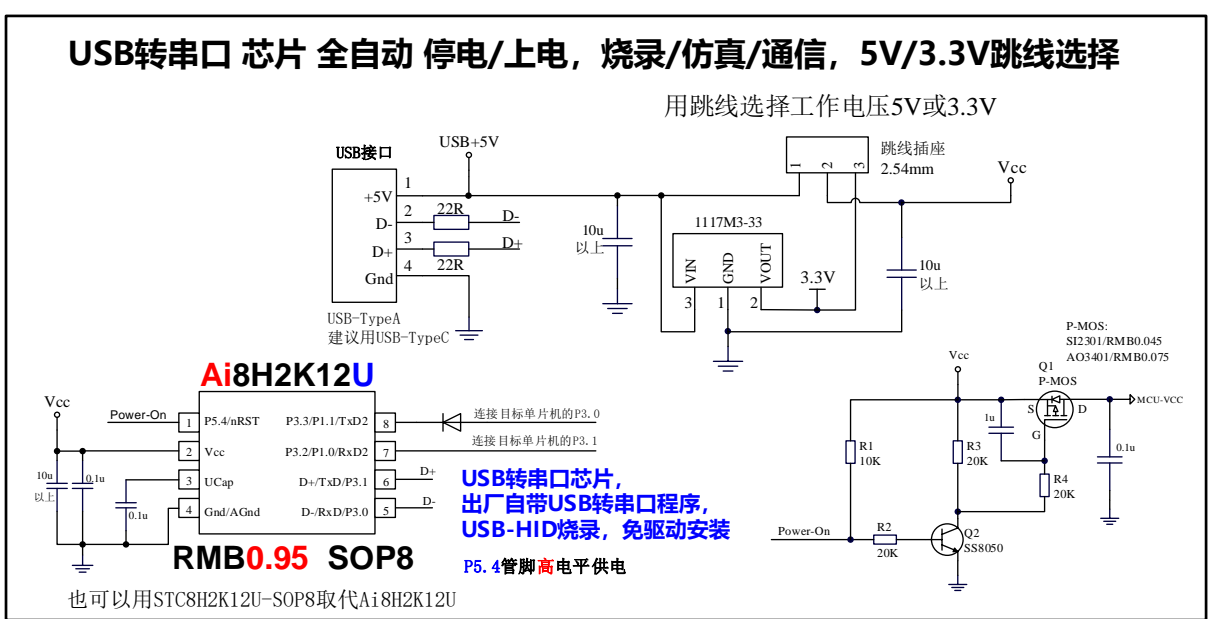 USB转串口 芯片 全自动 停电/上电，烧录/仿真/通信，5V/3.3V跳线选择
用跳线选择工作电压5V或3.3V
USB接口
USB+5V
+5V
D-
D+
Gnd
1
2
3
4
22R
22R
D-
D+
USB-TypeA
建议用USB-TypeC
10u
以上
1117M3-33
VIN
GND
VOUT
3
1
2
3.3V
1
2
3
跳线插座
2.54mm
Vcc
10u
以上
Ai8H2K12U
Vcc
Power-On
1
P5.4/nRST
P3.3/P1.1/TxD2
8
连接目标单片机的P3.0
2
Vcc
P3.2/P1.0/RxD2
7
连接目标单片机的P3.1
3
UCap
D+/TxD/P3.1
6
D+
4
Gnd/AGnd
D-/RxD/P3.0
5
D-
10u
以上
0.1u
0.1u
RMB0.95 SOP8
USB转串口芯片，
出厂自带USB转串口程序，
USB-HID烧录，免驱动安装
P5.4管脚高电平供电
也可以用STC8H2K12U-SOP8取代Ai8H2K12U
P-MOS:
SI2301/RMB0.045
AO3401/RMB0.075
Vcc
Q1
P-MOS
S
D
G
MCU-VCC
1u
0.1u
R1
10K
R3
20K
R4
20K
Power-On
R2
20K
Q2
SS8050